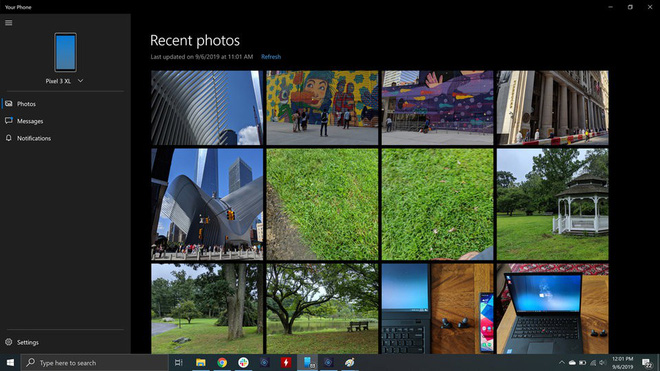 Your Phone
Recent photos
Last updated on 9/6/2019 at 11:01 AM Refresh
Pixel 3 XL
Photos
Messages
Notifications
Settings
Type here to search
12:01 PM
9/6/2019
22